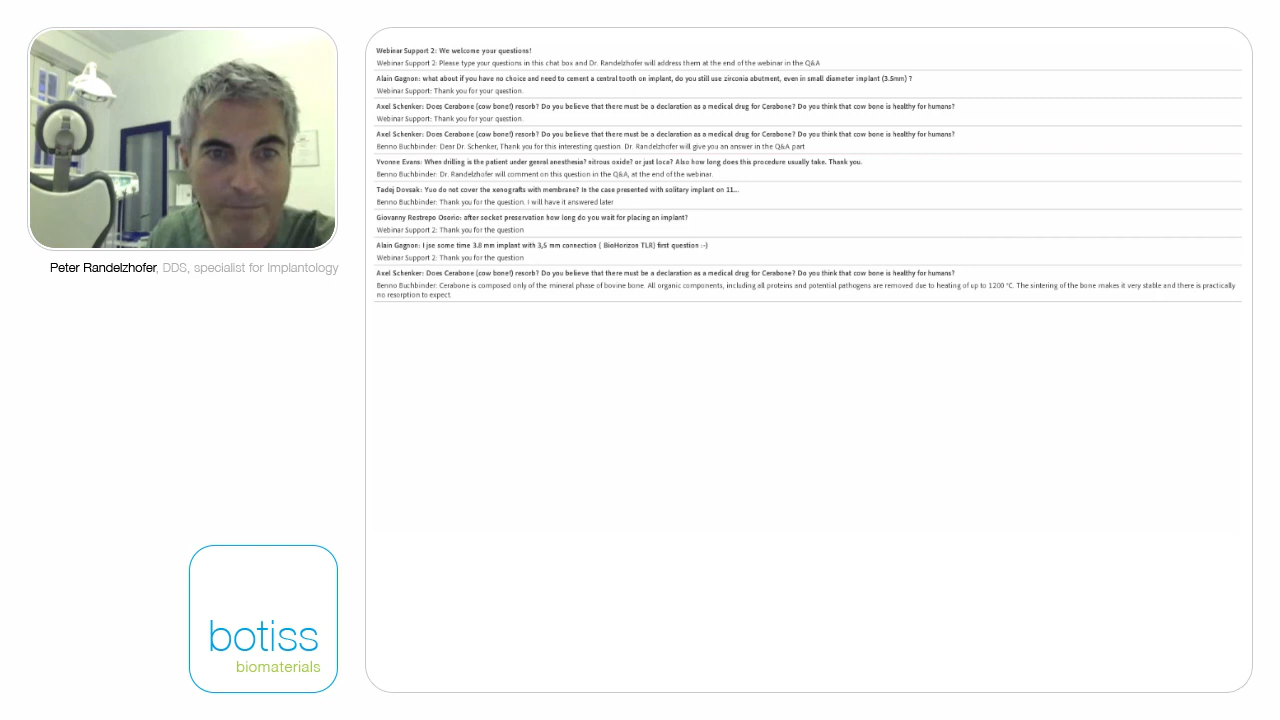 Webinar Support 2: We welcome your questions!
Webinar Support 2: Please type your questions in this chat box and Dr. Randelzhofer will address them at the end of the webinar in the Q&A
Alain Gagnon: what about if you have no choice and need to cement a central tooth on implant, do you still use zirconia abutment, even in small diameter implant (3.5mm) ?
Webinar Support: Thank you for your question.
Axel Schenker: Does Cerabone (cow bone!) resorb? Do you believe that there must be a declaration as a medical drug for Cerabone? Do you think that cow bone is healthy for humans?
Webinar Support: Thank you for your question.
Axel Schenker: Does Cerabone (cow bone!) resorb? Do you believe that there must be a declaration as a medical drug for Cerabone? Do you think that cow bone is healthy for humans?
Benno Buchbinder: Dear Dr. Schenker, Thank you for this interesting question. Dr. Randelzhofer will give you an answer in the Q&A part
Yvonne Evans: When drilling is the patient under genral anesthesia? nitrous oxide? or just loca? Also how long does this procedure usually take. Thank you.
Benno Buchbinder: Dr. Randelzhofer will comment on this question in the Q&A, at the end of the webinar.
Tadej Dovsak: Yuo do not cover the xenografts with membrane? In the case presented with solitary implant on 11...
Benno Buchbinder: Thank you for the question. I will have it answered later
Giovanny Restrepo Osorio: after socket preservation how long do you wait for placing an implant?
Webinar Support 2: Thank you for the question
Alain Gagnon: I jse some time 3.8 mm implant with 3,5 mm connection ( BioHorizon TLR) first question :-)
Webinar Support 2: Thank you for the question
Axel Schenker: Does Cerabone (cow bone!) resorb? Do you believe that there must be a declaration as a medical drug for Cerabone? Do you think that cow bone is healthy for humans?
Benno Buchbinder: Cerabone is composed only of the mineral phase of bovine bone. All organic components, including all proteins and potential pathogens are removed due to heating of up to 1200 °C. The sintering of the bone makes it very stable and there is practically
no resorption to expect.
Peter Randelzhofer, DDS, specialist for Implantology
botiss
biomaterials